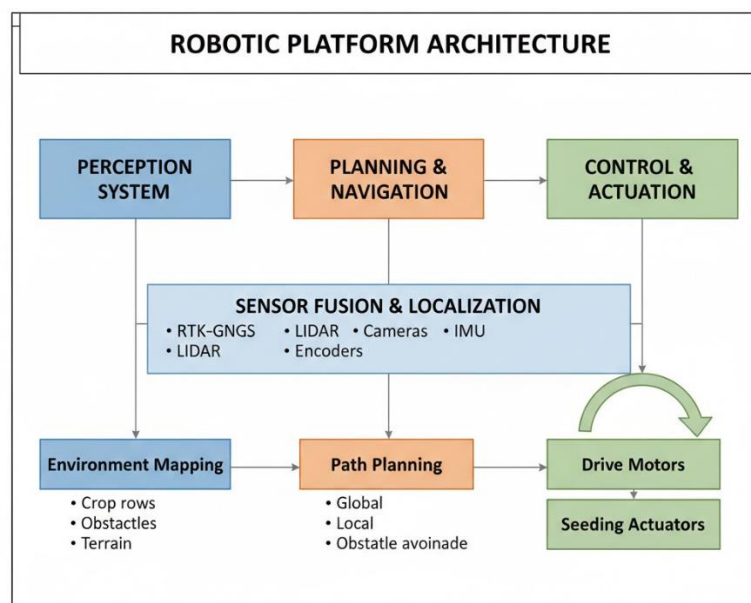 ROBOTIC PLATFORM ARCHITECTURE
PERCEPTION
SYSTEM
PLANNING &
NAVIGATION
CONTROL &
ACTUATION
SENSOR FUSION & LOCALIZATION
• RTK-GNGS • LIDAR • Cameras • IMU
• LIDAR • Encoders
Environment Mapping
• Crop rows
• Obstactles
• Terrain
Path Planning
• Global
• Local
• Obstatle avoinade
Drive Motors
Seeding Actuators